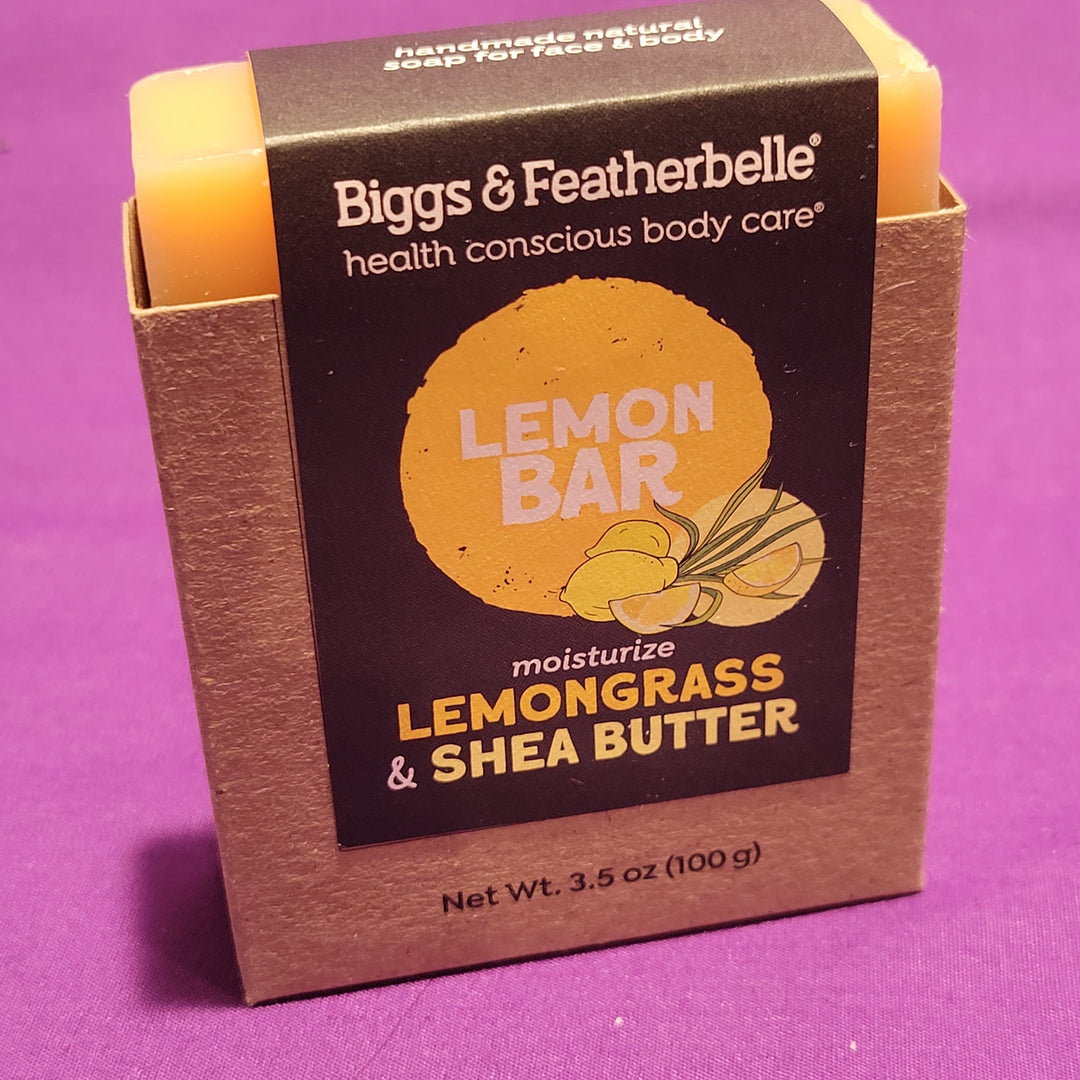 handmade natural
soap for face & body
Biggs & Featherbelle®
health conscious body care®
LEMON
BAR
moisturize
LEMONGRASS
& SHEA BUTTER
Net Wt. 3.5 oz (100 g)